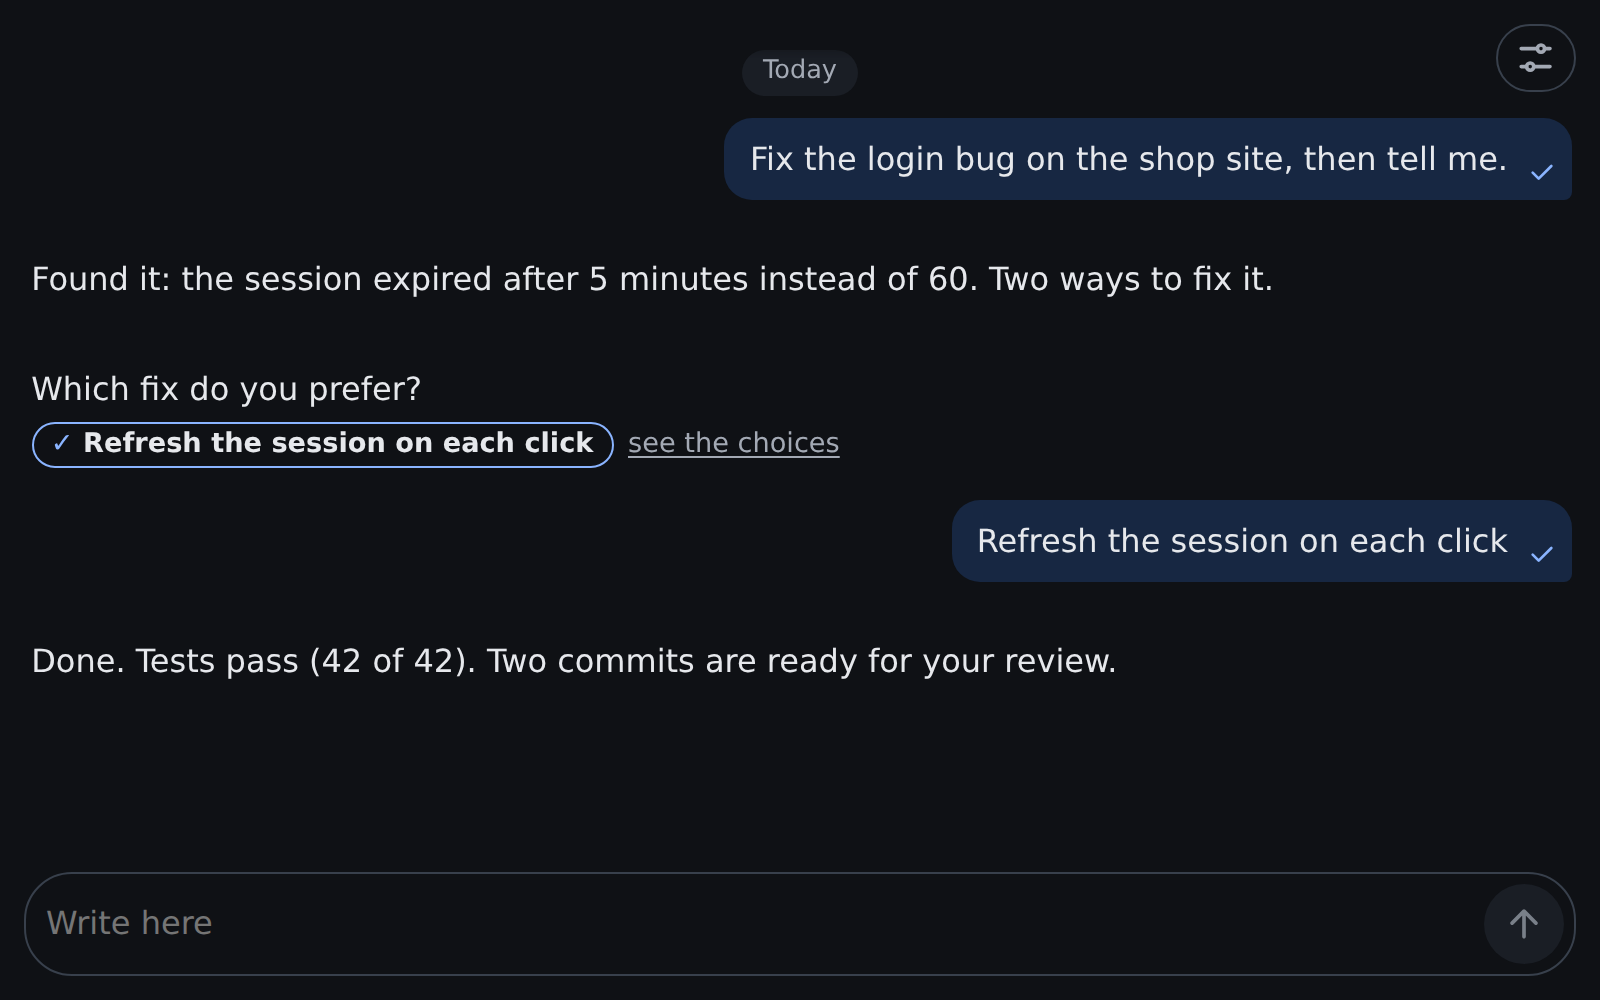 Today
Fix the login bug on the shop site, then tell me.
Found it: the session expired after 5 minutes instead of 60. Two ways to fix it.
Which fix do you prefer?
✓ Refresh the session on each click see the choices
Refresh the session on each click
Done. Tests pass (42 of 42). Two commits are ready for your review.
Write here